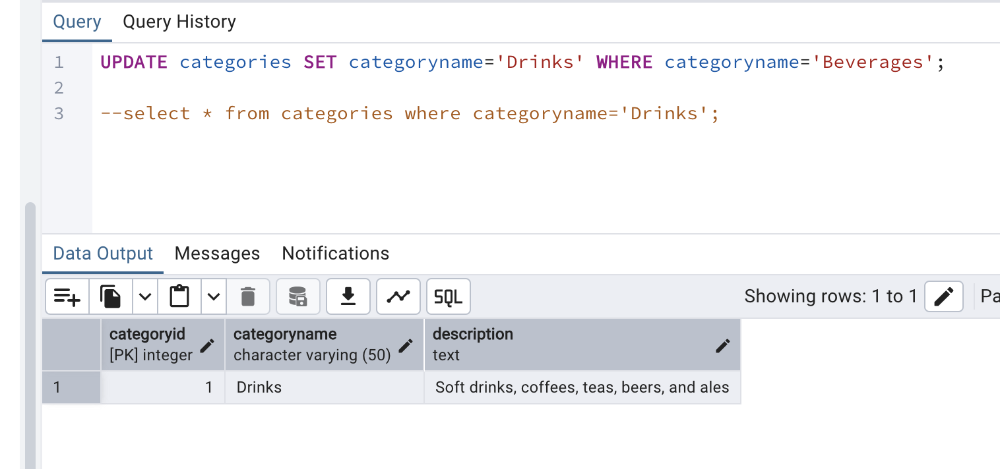 Query Query History
1 UPDATE categories SET categoryname='Drinks' WHERE categoryname='Beverages';
2
3 --select * from categories where categoryname='Drinks';
Data Output Messages Notifications
SQL Showing rows: 1 to 1
categoryid categoryname description
[PK] integer character varying (50) text
1 1 Drinks Soft drinks, coffees, teas, beers, and ales